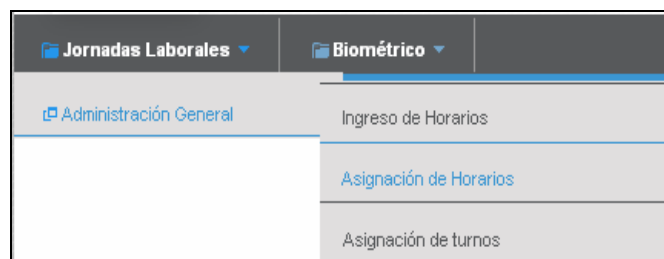 Jornadas Laborales
Biométrico
Administración General
Ingreso de Horarios
Asignación de Horarios
Asignación de turnos